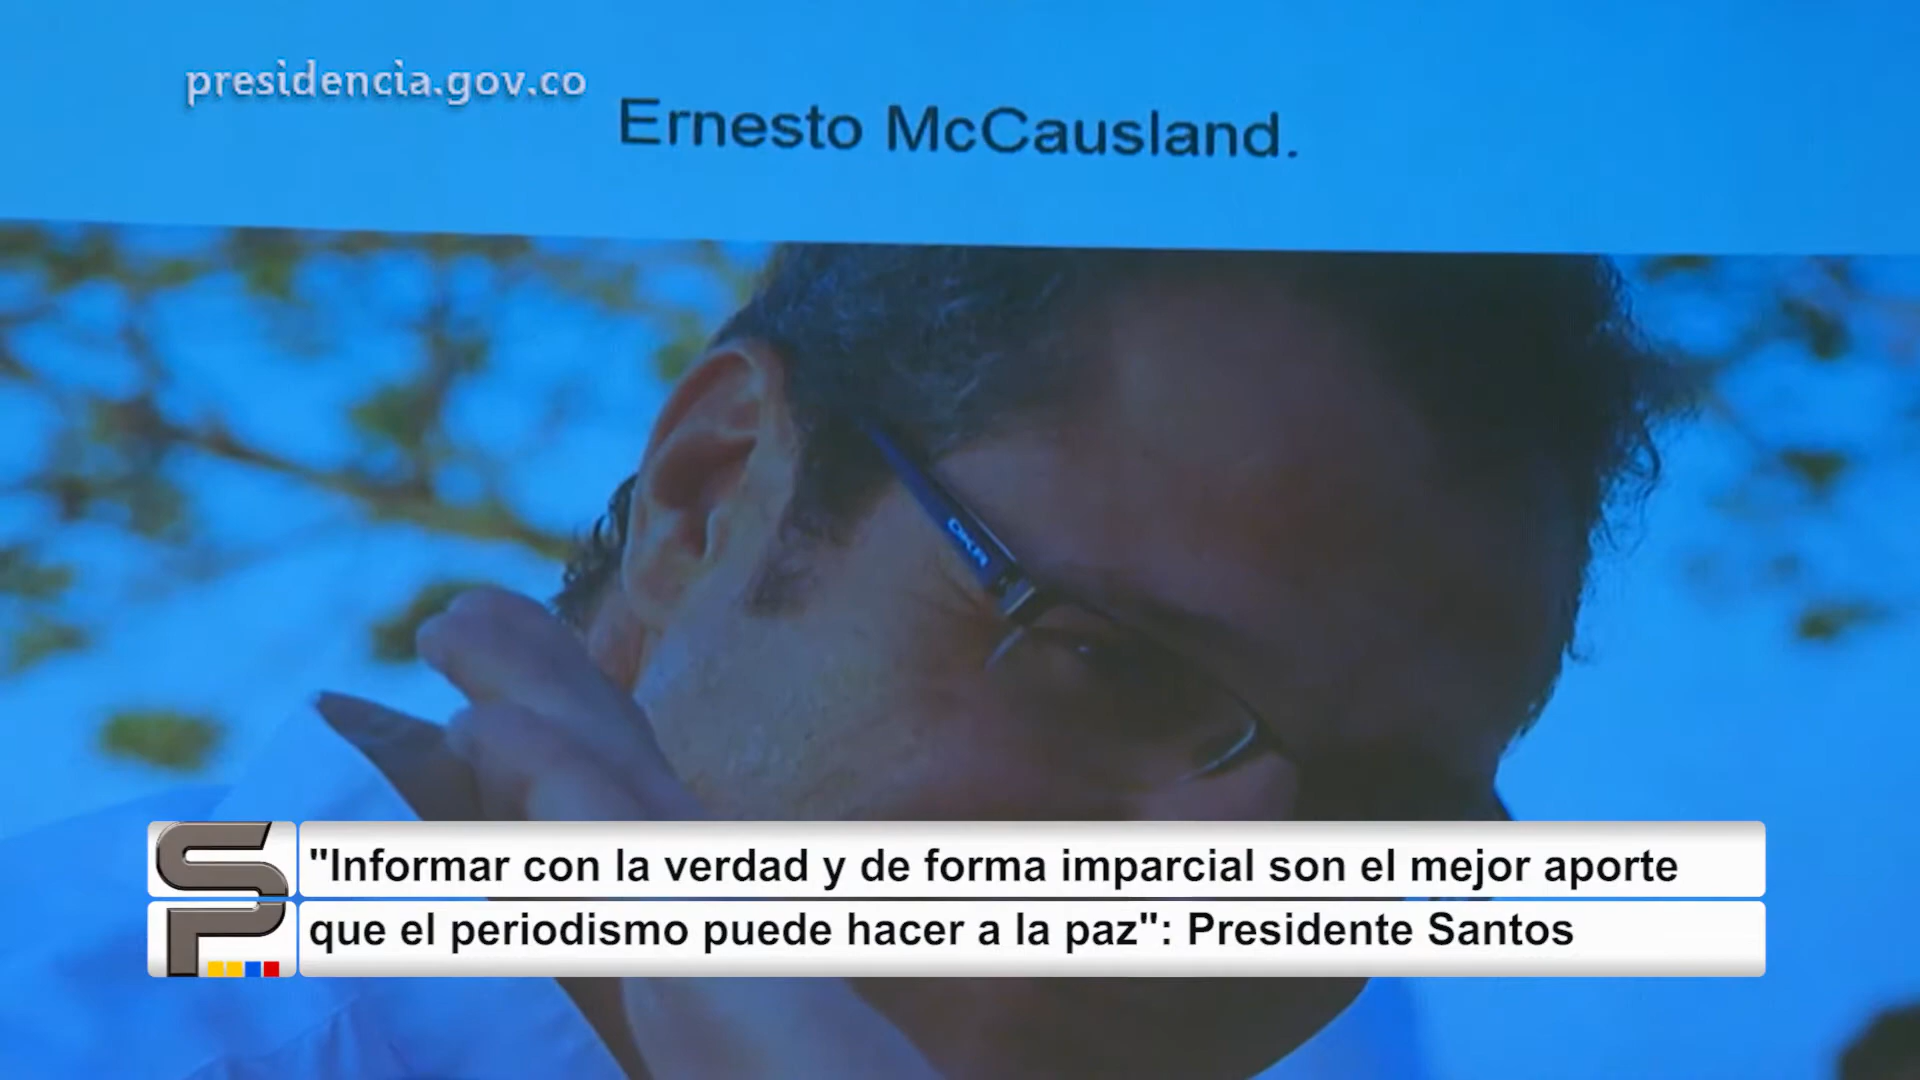 presidencia.gov.co
Ernesto McCausland.
"Informar con la verdad y de forma imparcial son el mejor aporte
que el periodismo puede hacer a la paz": Presidente Santos
SP